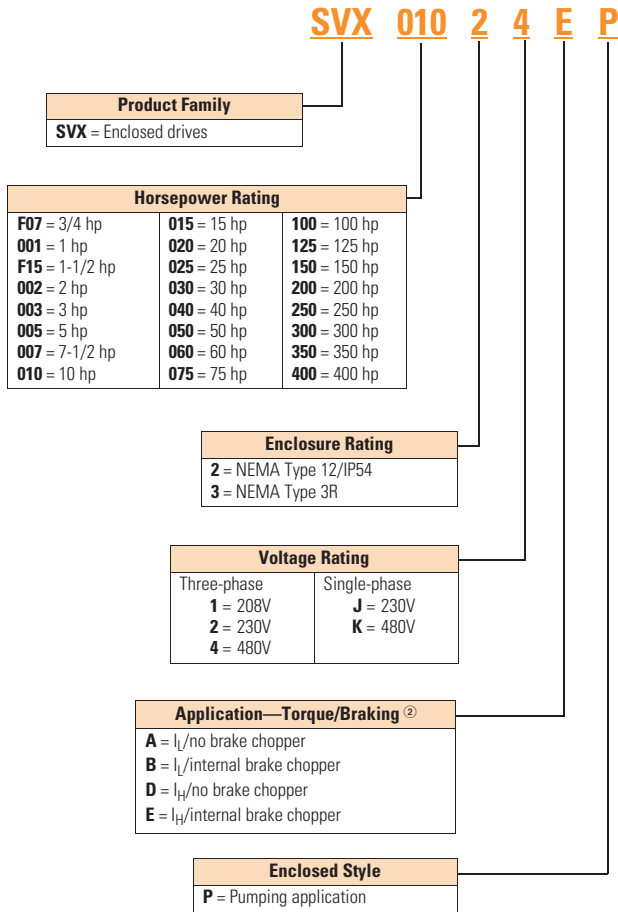 SVX 010 2 4 E P
Product Family
SVX = Enclosed drives
Horsepower Rating
F07 = 3/4 hp
001 = 1 hp
F15 = 1-1/2 hp
002 = 2 hp
003 = 3 hp
005 = 5 hp
007 = 7-1/2 hp
010 = 10 hp
015 = 15 hp
020 = 20 hp
025 = 25 hp
030 = 30 hp
040 = 40 hp
050 = 50 hp
060 = 60 hp
075 = 75 hp
100 = 100 hp
125 = 125 hp
150 = 150 hp
200 = 200 hp
250 = 250 hp
300 = 300 hp
350 = 350 hp
400 = 400 hp
Enclosure Rating
2 = NEMA Type 12/IP54
3 = NEMA Type 3R
Voltage Rating
Three-phase
1 = 208V
2 = 230V
4 = 480V
Single-phase
J = 230V
K = 480V
Application—Torque/Braking ②
A = IL/no brake chopper
B = IL/internal brake chopper
D = IH/no brake chopper
E = IH/internal brake chopper
Enclosed Style
P = Pumping application